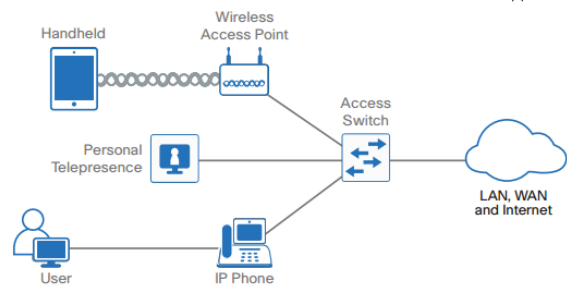 Wireless
Access Point
Handheld
Access
Switch
Personal
Telepresence
LAN, WAN
and Internet
User
IP Phone